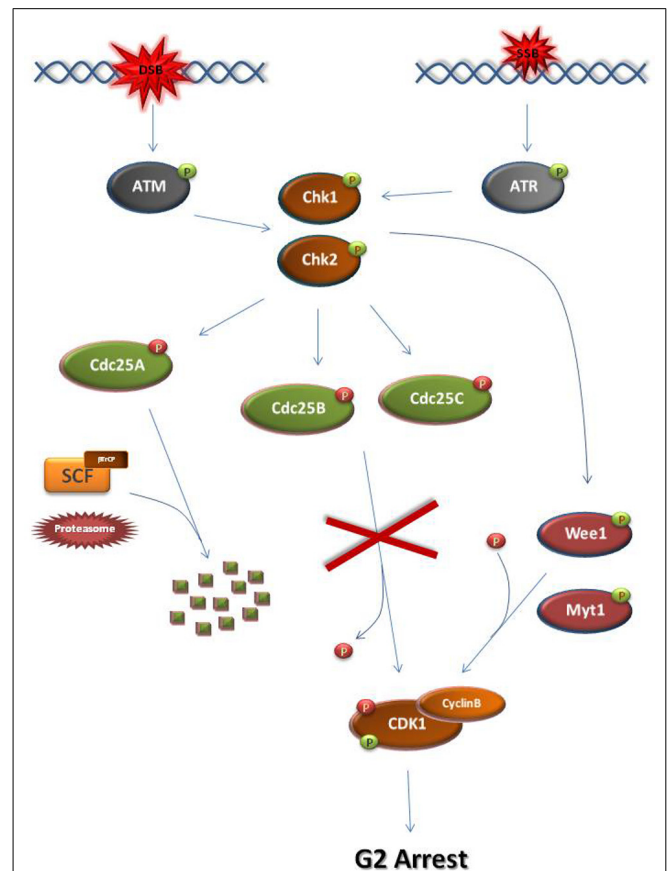 DSB
SSB
P
P
ATM
ATR
P
Chk1
P
Chk2
P
Cdc25A
P
P
Cdc25B
Cdc25C
βTrCP
SCF
Proteasome
P
P
Wee1
P
Myt1
P
P
CyclinB
CDK1
P
G2 Arrest